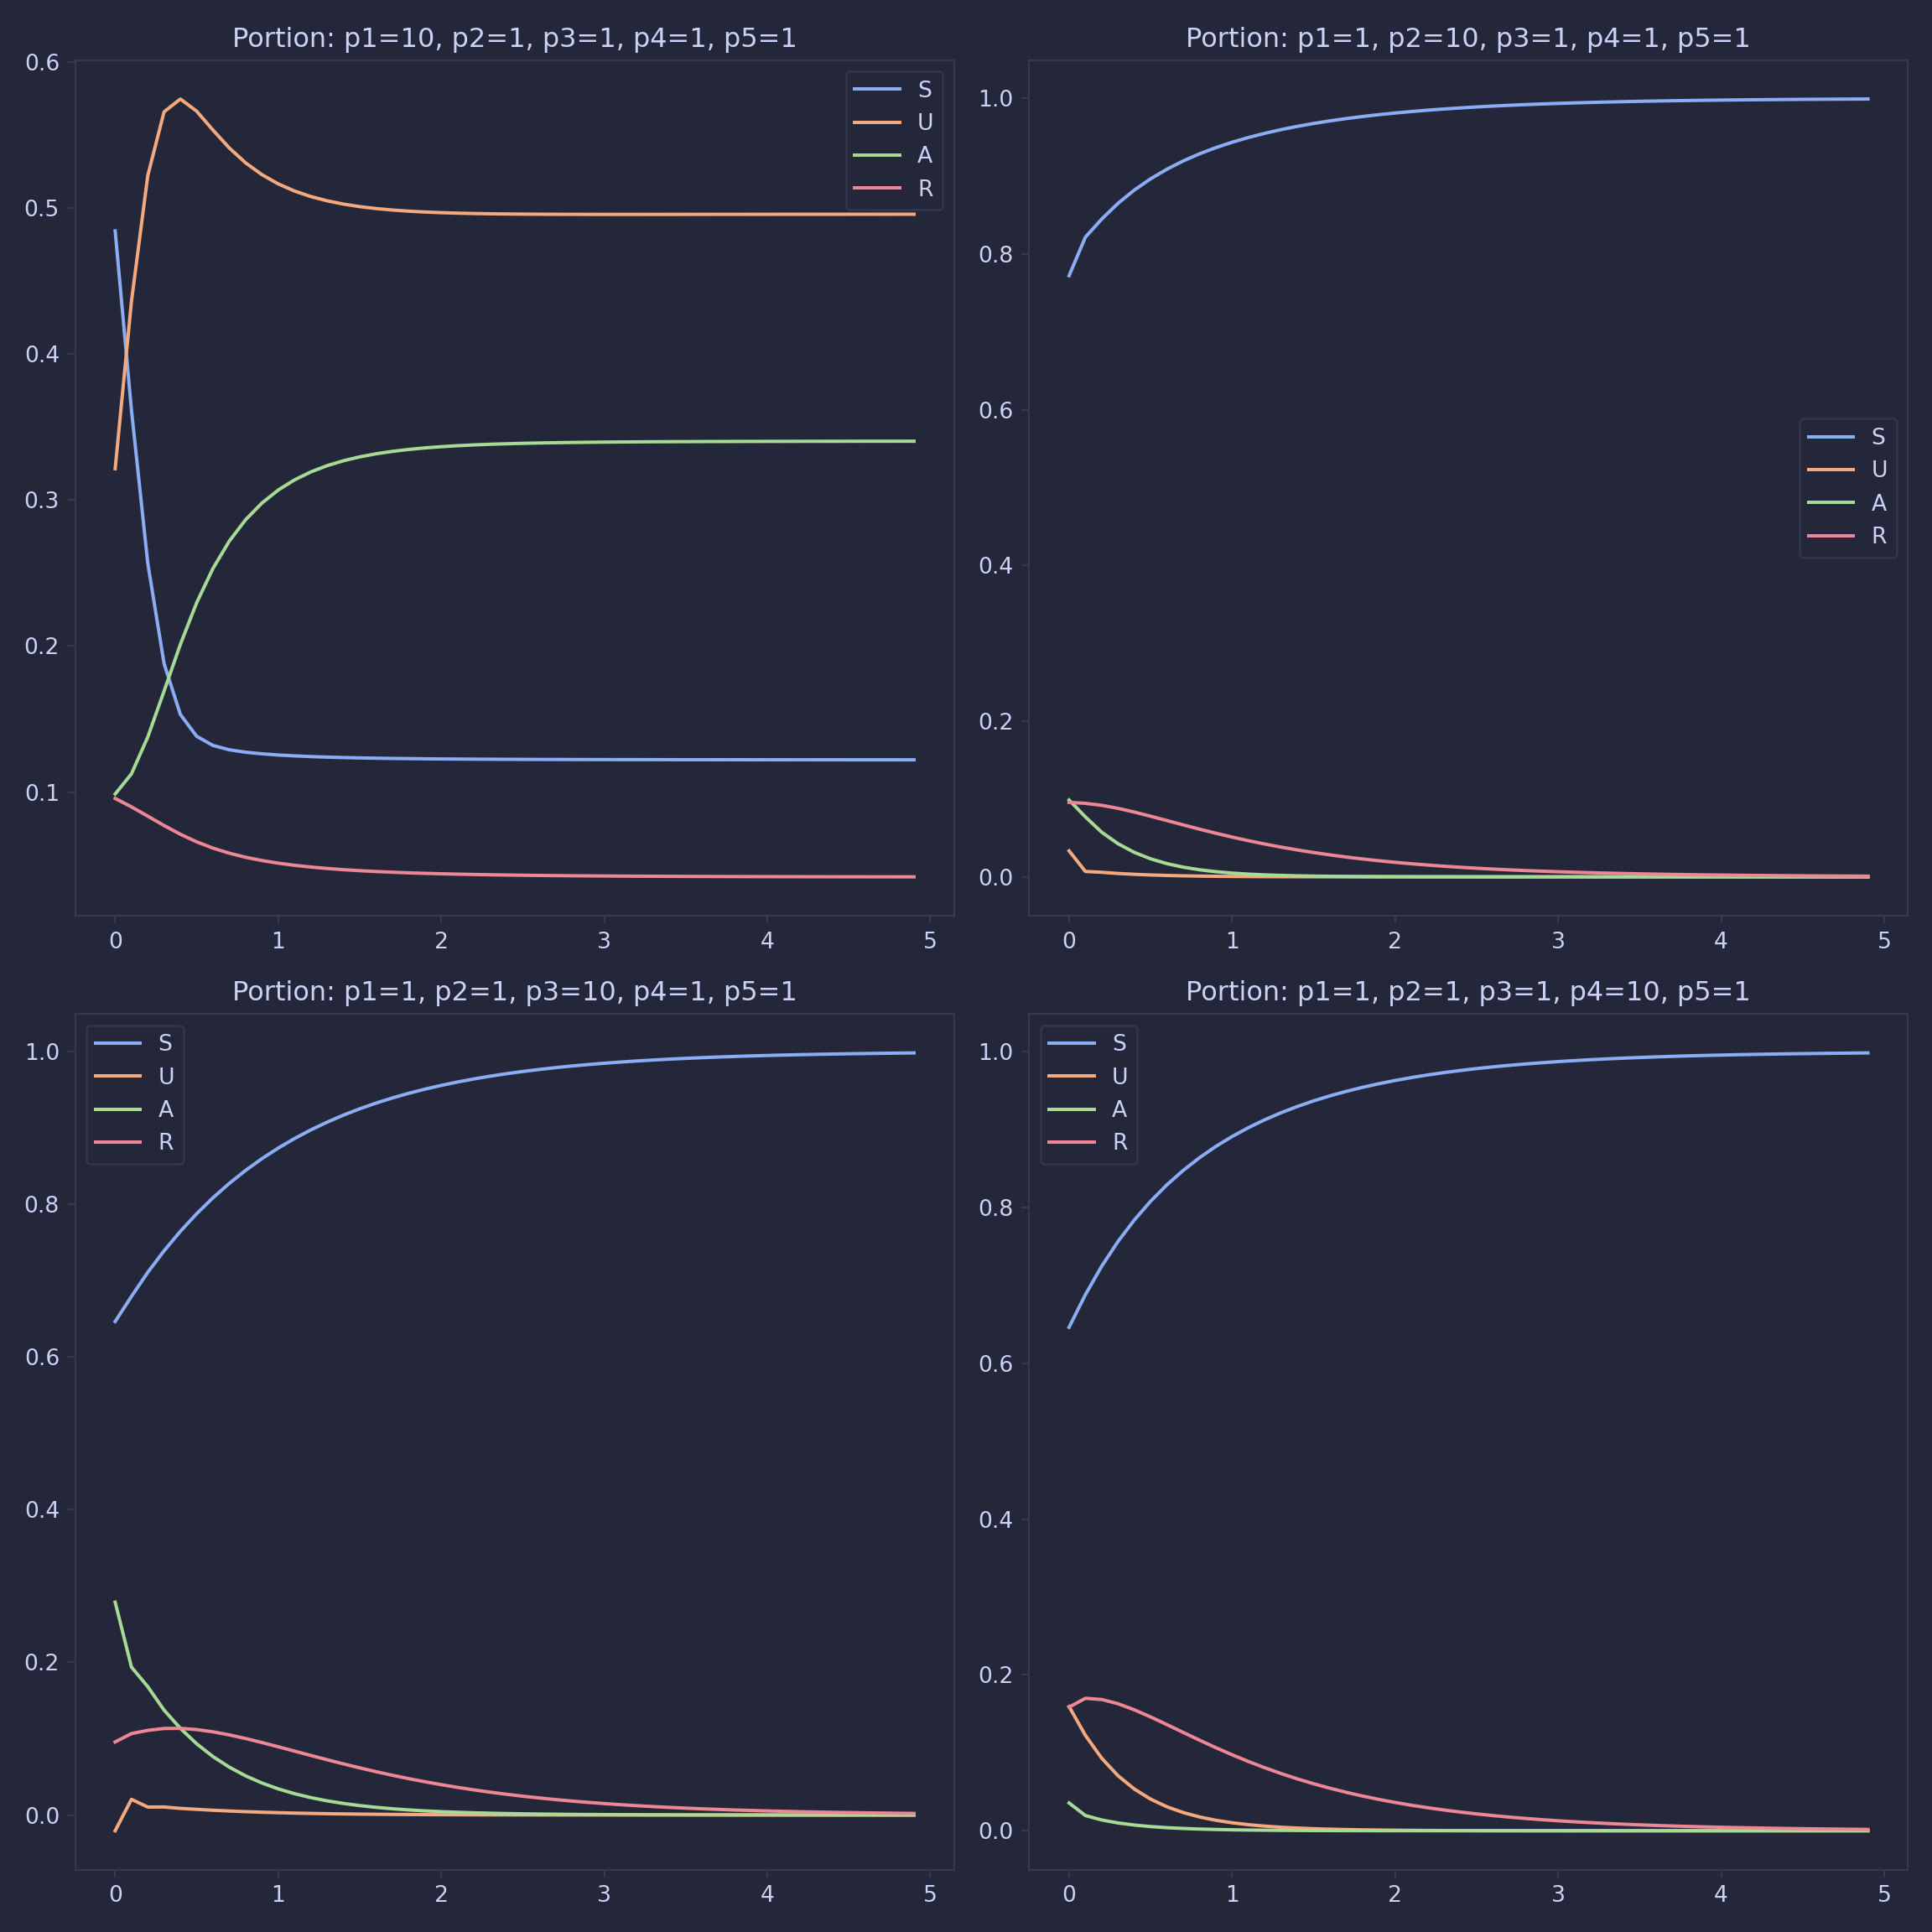 Portion: p1=10, p2=1, p3=1, p4=1, p5=1
0.6
0.5
0.4
0.3
0.2
0.1
0 1 2 3 4 5
S
U
A
R
Portion: p1=1, p2=10, p3=1, p4=1, p5=1
1.0
0.8
0.6
0.4
0.2
0.0
0 1 2 3 4 5
S
U
A
R
Portion: p1=1, p2=1, p3=10, p4=1, p5=1
1.0
0.8
0.6
0.4
0.2
0.0
0 1 2 3 4 5
S
U
A
R
Portion: p1=1, p2=1, p3=1, p4=10, p5=1
1.0
0.8
0.6
0.4
0.2
0.0
0 1 2 3 4 5
S
U
A
R